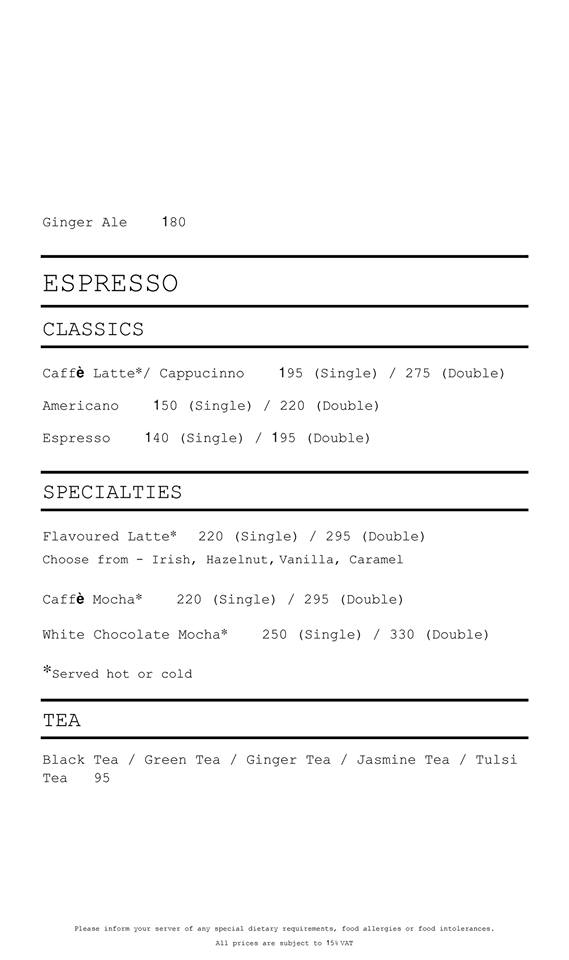 Ginger Ale 180
ESPRESSO
CLASSICS
Caffè Latte*/ Cappucinno 195 (Single) / 275 (Double)
Americano 150 (Single) / 220 (Double)
Espresso 140 (Single) / 195 (Double)
SPECIALTIES
Flavoured Latte* 220 (Single) / 295 (Double)
Choose from - Irish, Hazelnut, Vanilla, Caramel
Caffè Mocha* 220 (Single) / 295 (Double)
White Chocolate Mocha* 250 (Single) / 330 (Double)
*Served hot or cold
TEA
Black Tea / Green Tea / Ginger Tea / Jasmine Tea / Tulsi
Tea 95
Please inform your server of any special dietary requirements, food allergies or food intolerances.
All prices are subject to 15% VAT